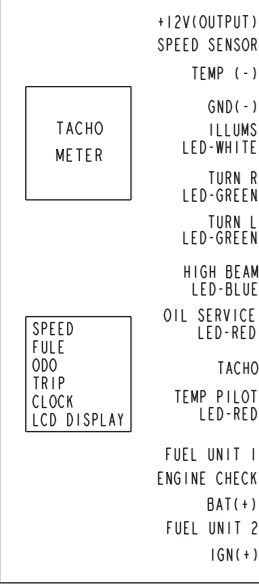 +12V(OUTPUT)
SPEED SENSOR
TEMP (-)
GND(-)
ILLUMS
LED-WHITE
TURN R
LED-GREEN
TURN L
LED-GREEN
HIGH BEAM
LED-BLUE
OIL SERVICE
LED-RED
TACHO
TEMP PILOT
LED-RED
FUEL UNIT 1
ENGINE CHECK
BAT(+)
FUEL UNIT 2
IGN(+)
TACHO
METER
SPEED
FULE
ODO
TRIP
CLOCK
LCD DISPLAY